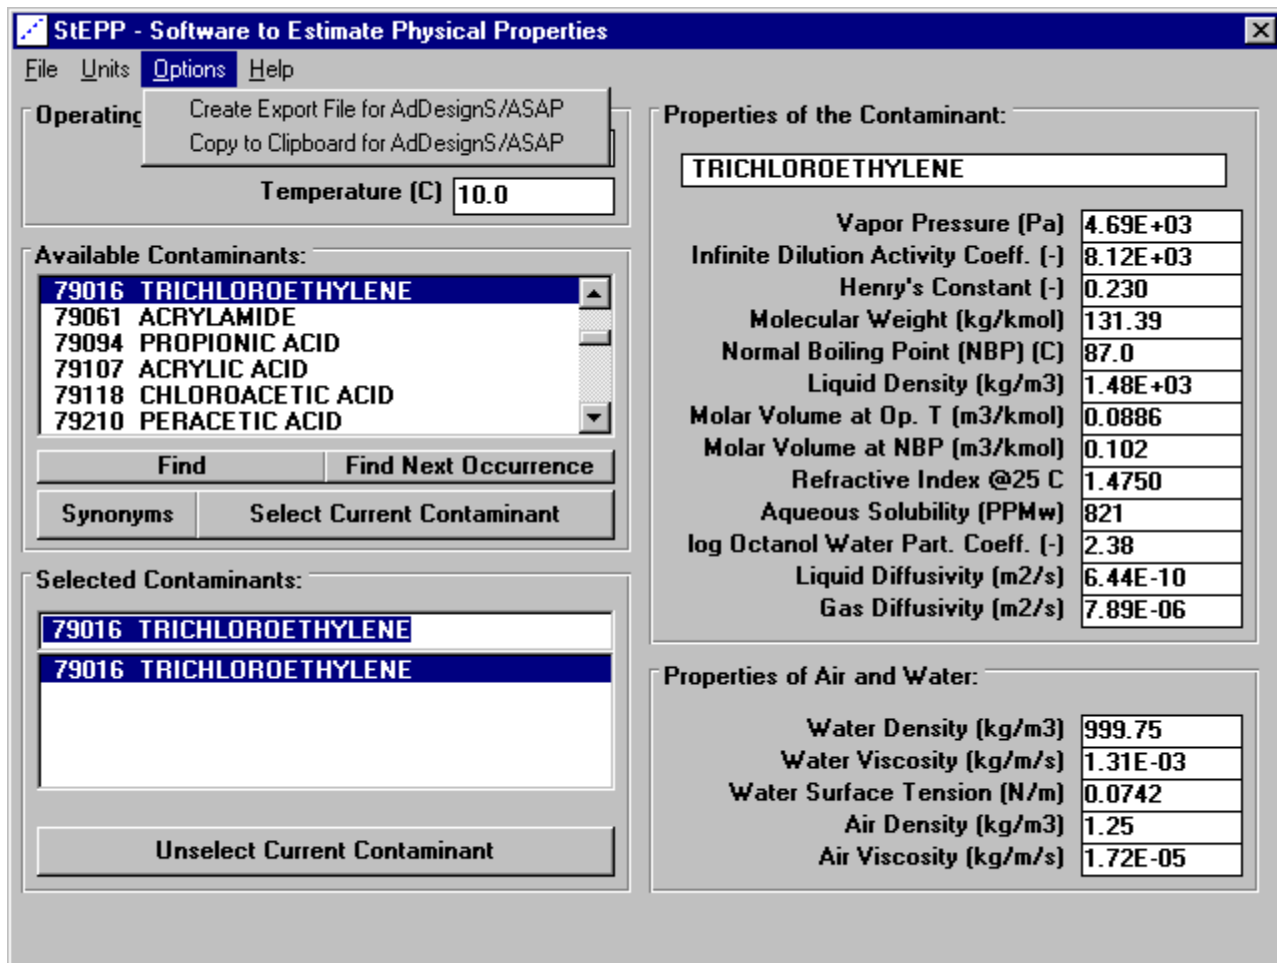 StEPP - Software to Estimate Physical Properties
File Units Options Help
Create Export File for AdDesignS/ASAP
Copy to Clipboard for AdDesignS/ASAP
Operating
Temperature (C) 10.0
Available Contaminants:
79016 TRICHLOROETHYLENE
79061 ACRYLAMIDE
79094 PROPIONIC ACID
79107 ACRYLIC ACID
79118 CHLOROACETIC ACID
79210 PERACETIC ACID
Find Find Next Occurrence
Synonyms Select Current Contaminant
Selected Contaminants:
79016 TRICHLOROETHYLENE
79016 TRICHLOROETHYLENE
Unselect Current Contaminant
Properties of the Contaminant:
TRICHLOROETHYLENE
Vapor Pressure (Pa) 4.69E+03
Infinite Dilution Activity Coeff. (-) 8.12E+03
Henry's Constant (-) 0.230
Molecular Weight (kg/kmol) 131.39
Normal Boiling Point (NBP) (C) 87.0
Liquid Density (kg/m3) 1.48E+03
Molar Volume at Op. T (m3/kmol) 0.0886
Molar Volume at NBP (m3/kmol) 0.102
Refractive Index @25 C 1.4750
Aqueous Solubility (PPMw) 821
log Octanol Water Part. Coeff. (-) 2.38
Liquid Diffusivity (m2/s) 6.44E-10
Gas Diffusivity (m2/s) 7.89E-06
Properties of Air and Water:
Water Density (kg/m3) 999.75
Water Viscosity (kg/m/s) 1.31E-03
Water Surface Tension (N/m) 0.0742
Air Density (kg/m3) 1.25
Air Viscosity (kg/m/s) 1.72E-05